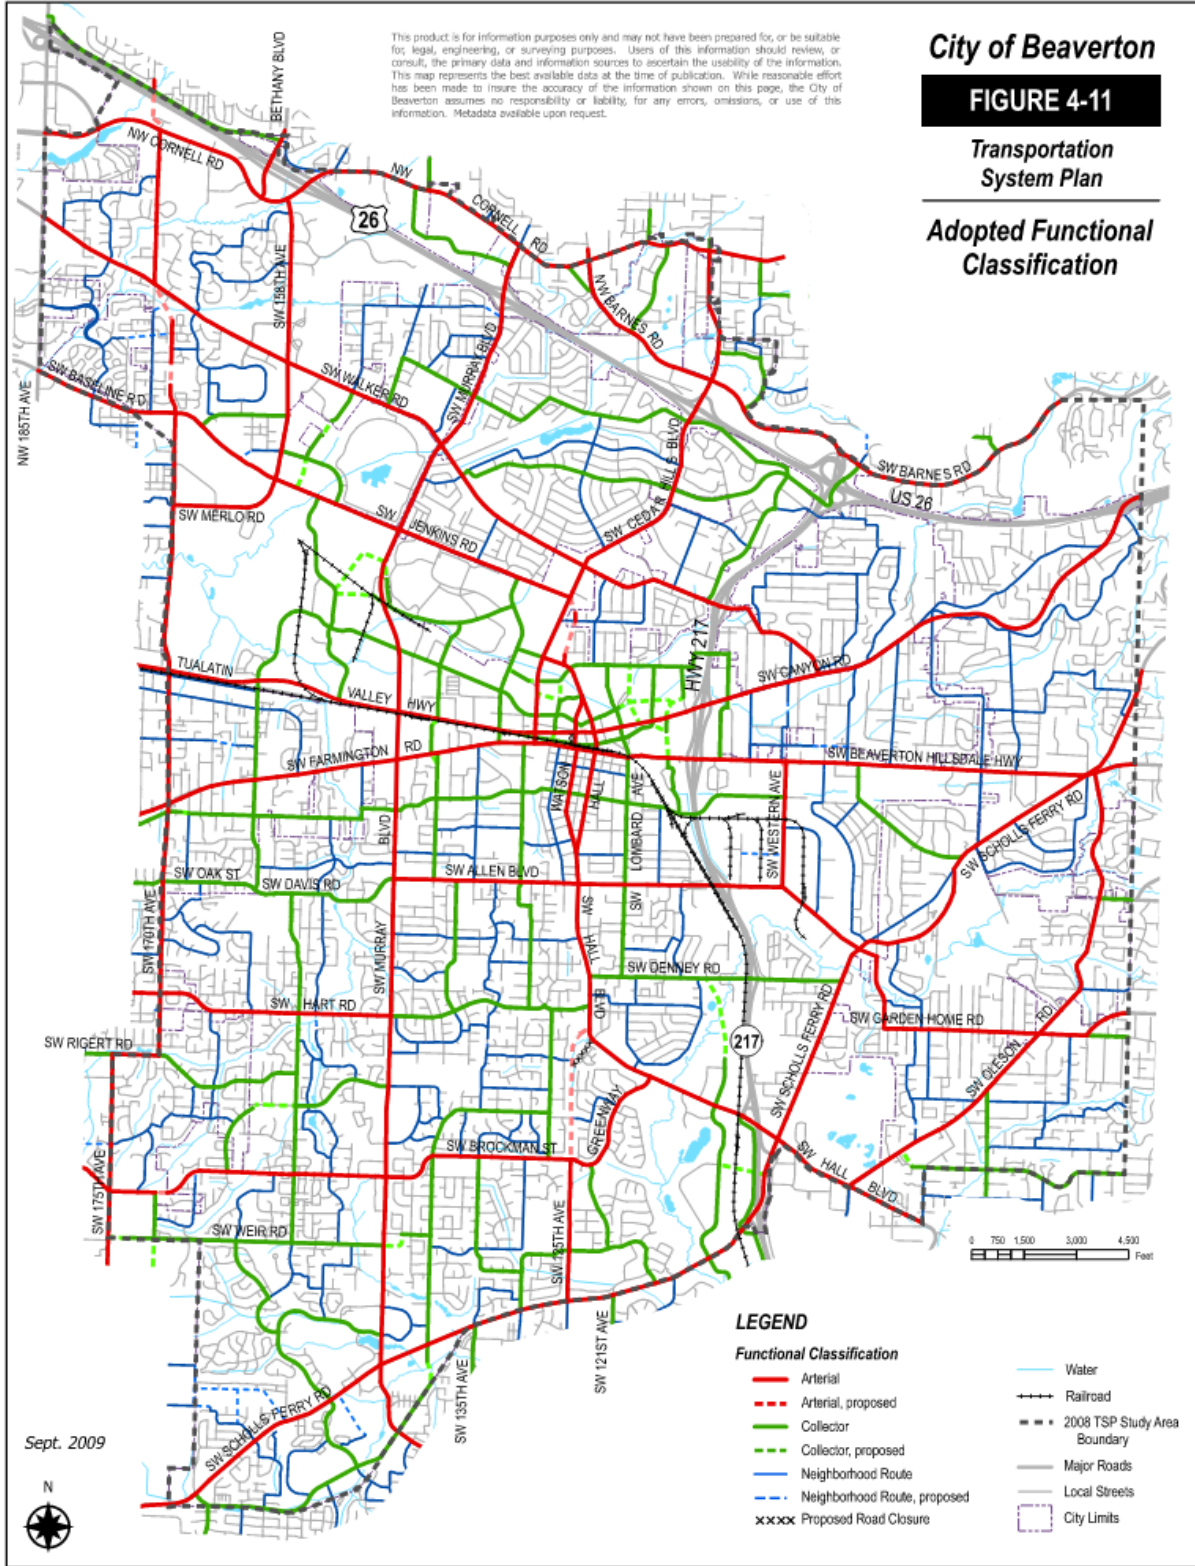 This product is for information purposes only and may not have been prepared for, or be suitable
for, legal, engineering, or surveying purposes. Users of this information should review, or
consult, the primary data and information sources to ascertain the usability of the information.
This map represents the best available data at the time of publication. While reasonable effort
has been made to insure the accuracy of the information shown on this page, the City of
Beaverton assumes no responsibility or liability, for any errors, omissions, or use of this
information. Metadata available upon request.
City of Beaverton
FIGURE 4-11
Transportation
System Plan
Adopted Functional
Classification
BETHANY BLVD
NW CORNELL RD
NW
CORNELL
RD
26
SW 158TH AVE
NW BARNES RD
SW MURRAY BLVD
SW WALKER RD
SW BASELINE RD
NW 185TH AVE
SW BARNES RD
US 26
SW CEDAR HILLS BLVD
SW MERLO RD
SW
JENKINS RD
HWY 217
TUALATIN
VALLEY
HWY
SW CANYON RD
SW FARMINGTON
RD
SW BEAVERTON HILLSDALE HWY
WATSON
HALL
AVE
LOMBARD
SW
SW WESTERN AVE
BLVD
SW SCHOLLS FERRY RD
SW OAK ST
SW DAVIS RD
SW ALLEN BLVD
SW 170TH AVE
SW MURRAY
SW
HALL
BLVD
SW DENNEY RD
SW
HART RD
SW GARDEN HOME RD
SW RIGERT RD
217
SW SCHOLLS FERRY RD
SW OLESON
RD
GREENWAY
SW BROCKMAN ST
SW
HALL
BLVD
SW 175TH AVE
SW WEIR RD
SW 125TH AVE
0 750 1,500 3,000 4,500
Feet
SW 121ST AVE
SW 135TH AVE
SW SCHOLLS FERRY RD
Sept. 2009
N
LEGEND
Functional Classification
Arterial
Arterial, proposed
Collector
Collector, proposed
Neighborhood Route
Neighborhood Route, proposed
Proposed Road Closure
Water
Railroad
2008 TSP Study Area
Boundary
Major Roads
Local Streets
City Limits